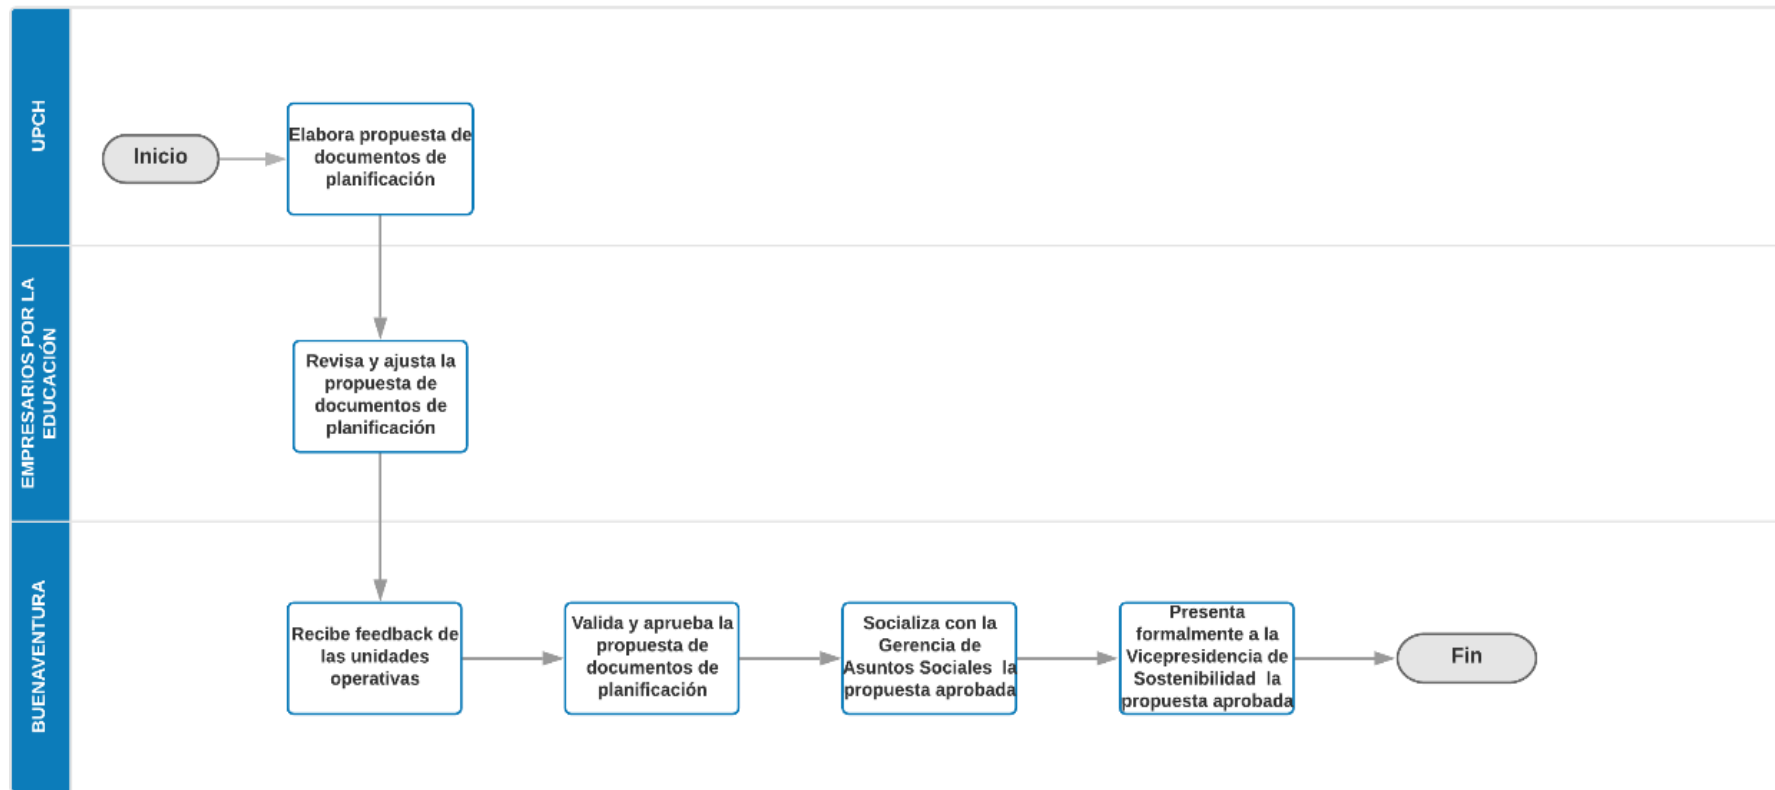 UPCH
Inicio
Elabora propuesta de
documentos de
planificación
EMPRESARIOS POR LA
EDUCACIÓN
Revisa y ajusta la
propuesta de
documentos de
planificación
BUENAVENTURA
Recibe feedback de
las unidades
operativas
Valida y aprueba la
propuesta de
documentos de
planificación
Socializa con la
Gerencia de
Asuntos Sociales la
propuesta aprobada
Presenta
formalmente a la
Vicepresidencia de
Sostenibilidad la
propuesta aprobada
Fin